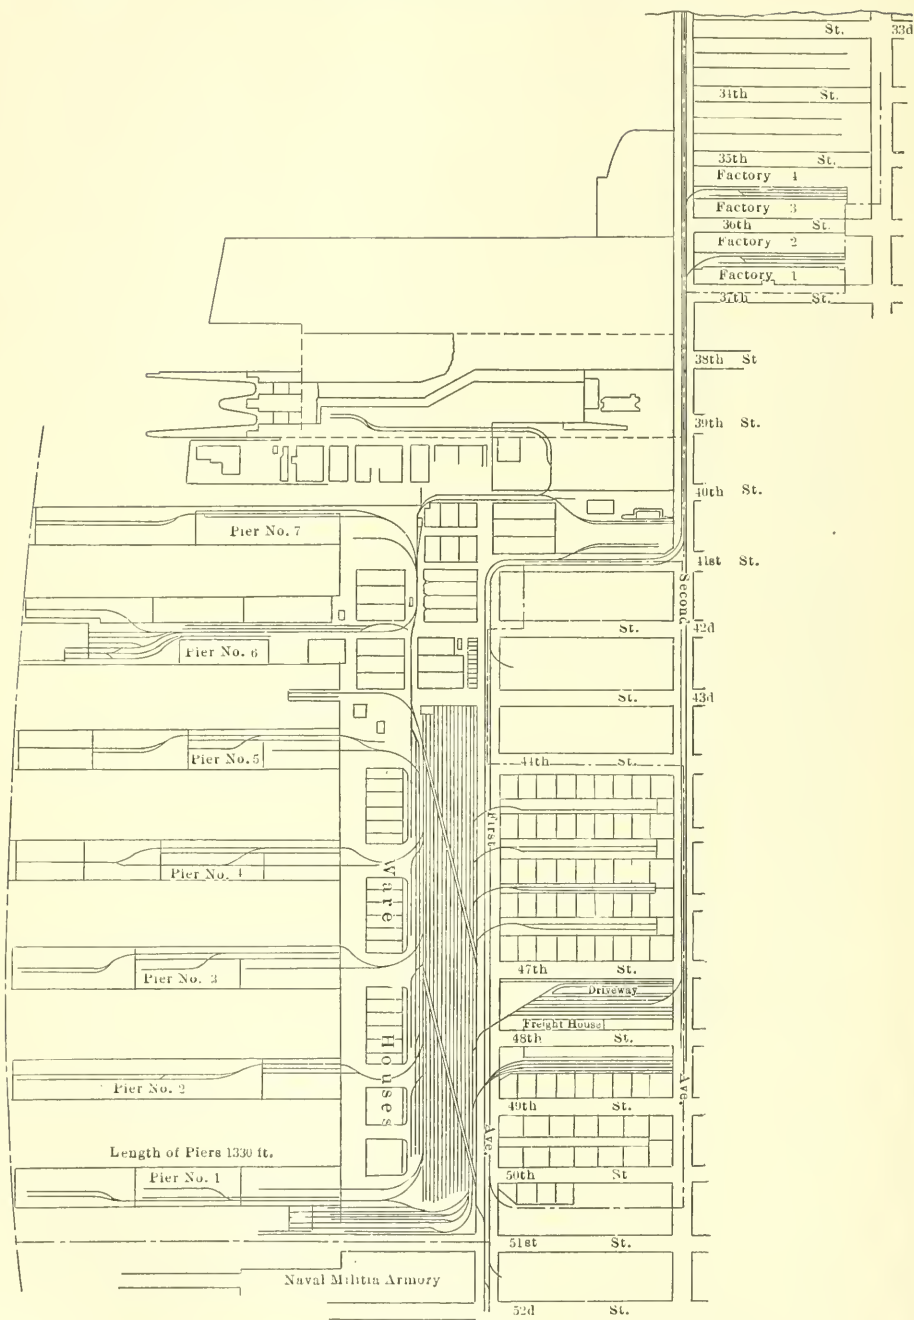 St. 33d
34th St.
35th St.
Factory 4
Factory 3
36th St.
Factory 2
Factory 1
37th St.
38th St
39th St.
40th St.
Pier No. 7
41st St.
Second
St. 42d
Pier No. 6
St. 43d
Pier No. 5
44th St.
First
Pier No. 4
Ware
47th St.
Pier No. 3
Driveway
Freight House
48th St.
Houses
Pier No. 2
Ave.
49th St.
Ave.
Length of Piers 1330 ft.
Pier No. 1
50th St
51st St.
Naval Militia Armory
52d St.